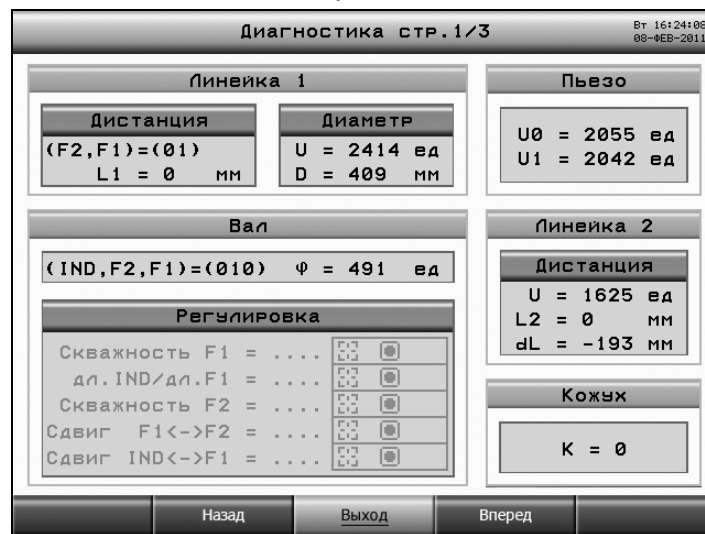 Диагностика стр.1/3
Вт 16:24:08
08-ФЕВ-2011
Линейка 1
Дистанция
(F2,F1)=(01)
L1 = 0 мм
Диаметр
U = 2414 ед
D = 409 мм
Пьезо
U0 = 2055 ед
U1 = 2042 ед
Вал
(IND,F2,F1)=(010) φ = 491 ед
Регулировка
Скважность F1 = ....
дл.IND/дл.F1 = ....
Скважность F2 = ....
Сдвиг F1<->F2 = ....
Сдвиг IND<->F1 = ....
Линейка 2
Дистанция
U = 1625 ед
L2 = 0 мм
dL = -193 мм
Кожух
K = 0
Назад
Выход
Вперед